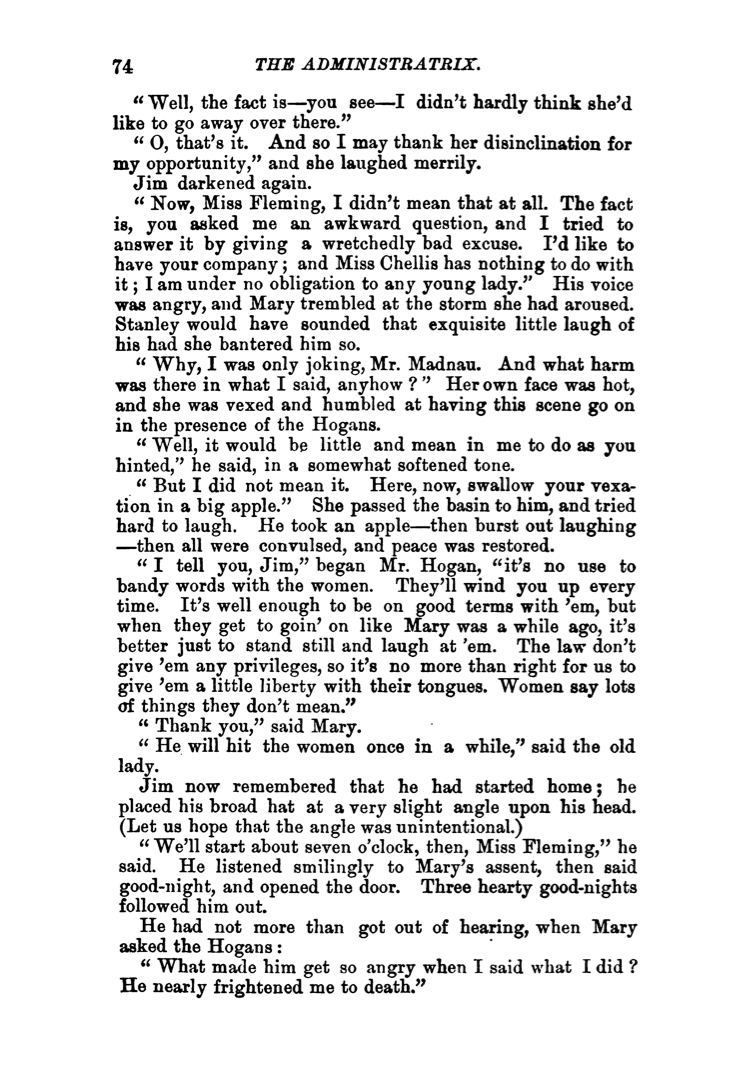 74 THE ADMINISTRATRIX.
“Well, the fact is—you see—I didn't hardly think she'd
like to go away over there.”
“O, that's it. And so I may thank her disinclination for
my opportunity,” and she laughed merrily.
Jim darkened again.
“Now, Miss Fleming, I didn't mean that at all. The fact
is, you asked me an awkward question, and I tried to
answer it by giving a wretchedly bad excuse. I'd like to
have your company; and Miss Chellis has nothing to do with
it; I am under no obligation to any young lady.” His voice
was angry, and Mary trembled at the storm she had aroused.
Stanley would have sounded that exquisite little laugh of
his had she bantered him so.
“Why, I was only joking, Mr. Madnau. And what harm
was there in what I said, anyhow?” Her own face was hot,
and she was vexed and humbled at having this scene go on
in the presence of the Hogans.
“Well, it would be little and mean in me to do as you
hinted,” he said, in a somewhat softened tone.
“But I did not mean it. Here, now, swallow your vexa-
tion in a big apple.” She passed the basin to him, and tried
hard to laugh. He took an apple—then burst out laughing
—then all were convulsed, and peace was restored.
“I tell you, Jim,” began Mr. Hogan, “it's no use to
bandy words with the women. They'll wind you up every
time. It's well enough to be on good terms with 'em, but
when they get to goin' on like Mary was a while ago, it's
better just to stand still and laugh at 'em. The law don't
give 'em any privileges, so it's no more than right for us to
give 'em a little liberty with their tongues. Women say lots
of things they don't mean.”
“Thank you,” said Mary.
“He will hit the women once in a while,” said the old
lady.
Jim now remembered that he had started home; he
placed his broad hat at a very slight angle upon his head.
(Let us hope that the angle was unintentional.)
“We'll start about seven o'clock, then, Miss Fleming,” he
said. He listened smilingly to Mary's assent, then said
good-night, and opened the door. Three hearty good-nights
followed him out.
He had not more than got out of hearing, when Mary
asked the Hogans:
“What made him get so angry when I said what I did?
He nearly frightened me to death.”